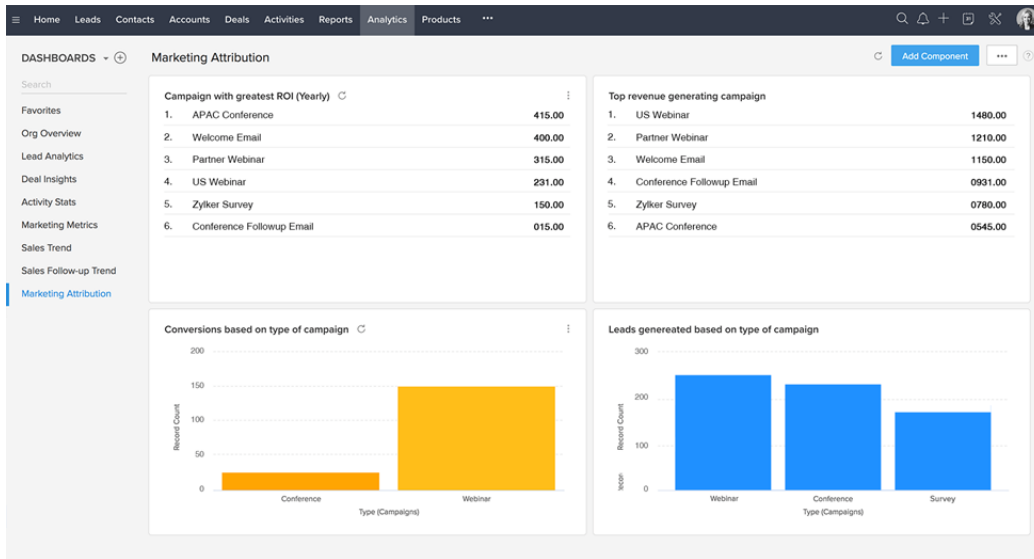 Home Leads Contacts Accounts Deals Activities Reports Analytics Products •••
DASHBOARDS
Search
Favorites
Org Overview
Lead Analytics
Deal Insights
Activity Stats
Marketing Metrics
Sales Trend
Sales Follow-up Trend
Marketing Attribution
Marketing Attribution
Add Component
•••
?
Campaign with greatest ROI (Yearly)
1. APAC Conference 415.00
2. Welcome Email 400.00
3. Partner Webinar 315.00
4. US Webinar 231.00
5. Zylker Survey 150.00
6. Conference Followup Email 015.00
Top revenue generating campaign
1. US Webinar 1480.00
2. Partner Webinar 1210.00
3. Welcome Email 1150.00
4. Conference Followup Email 0931.00
5. Zylker Survey 0780.00
6. APAC Conference 0545.00
Conversions based on type of campaign
200
150
100
50
0
Record Count
Conference Webinar
Type (Campaigns)
Leads genereated based on type of campaign
300
200
100
0
Record Count
Webinar Conference Survey
Type (Campaigns)